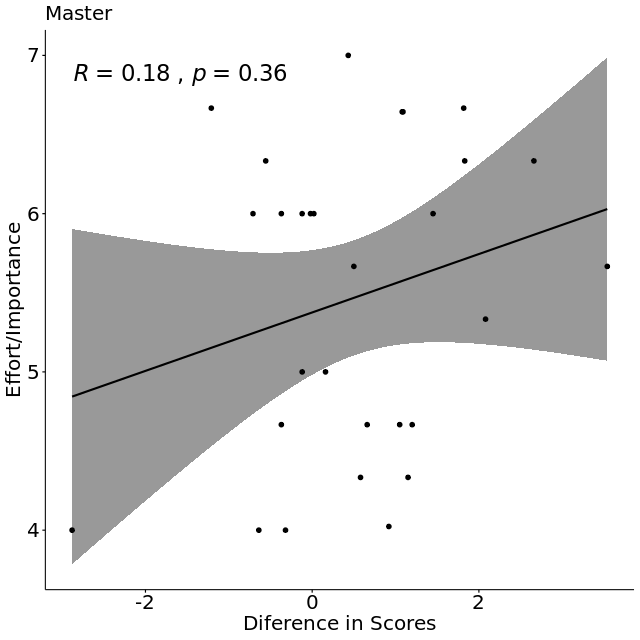 Master
R = 0.18 , p = 0.36
7
6
5
4
Effort/Importance
-2
0
2
Diference in Scores